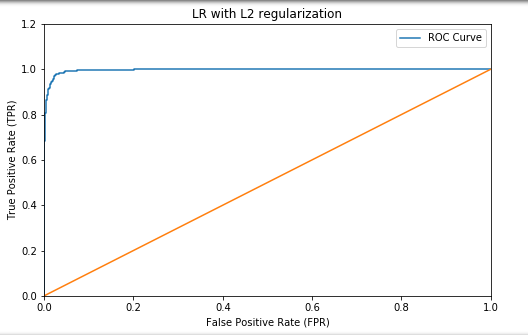 LR with L2 regularization
ROC Curve
True Positive Rate (TPR)
1.2
1.0
0.8
0.6
0.4
0.2
0.0
0.0 0.2 0.4 0.6 0.8 1.0
False Positive Rate (FPR)